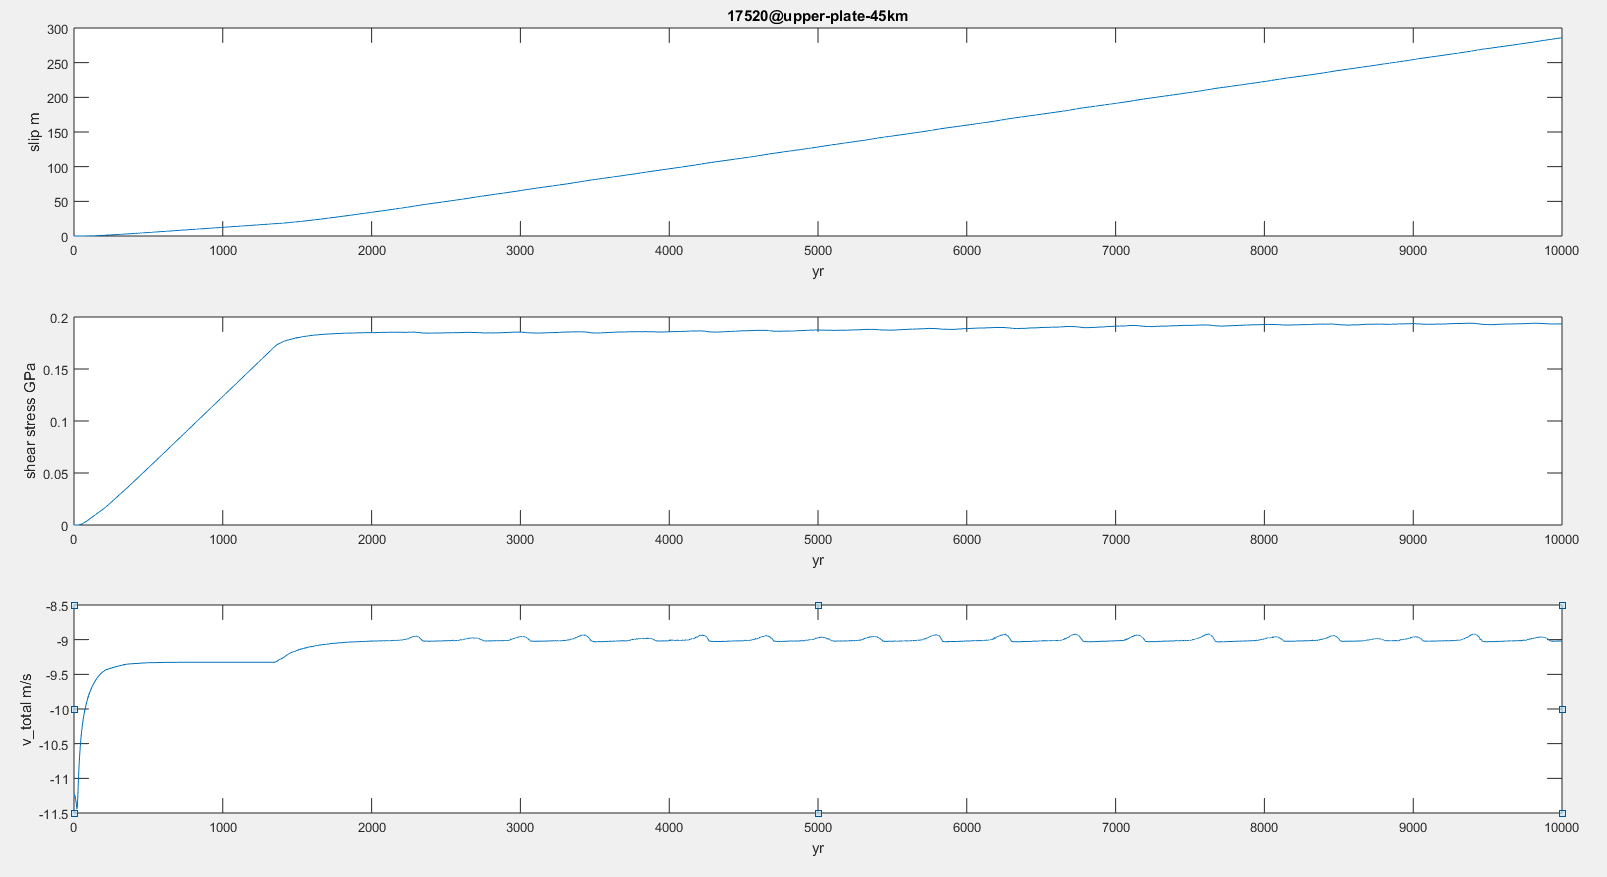 17520@upper-plate-45km
300
250
200
150
100
50
0
slip m
0 1000 2000 3000 4000 5000 6000 7000 8000 9000 10000
yr
0.2
0.15
0.1
0.05
0
shear stress GPa
0 1000 2000 3000 4000 5000 6000 7000 8000 9000 10000
yr
-8.5
-9
-9.5
-10
-10.5
-11
-11.5
v_total m/s
0 1000 2000 3000 4000 5000 6000 7000 8000 9000 10000
yr